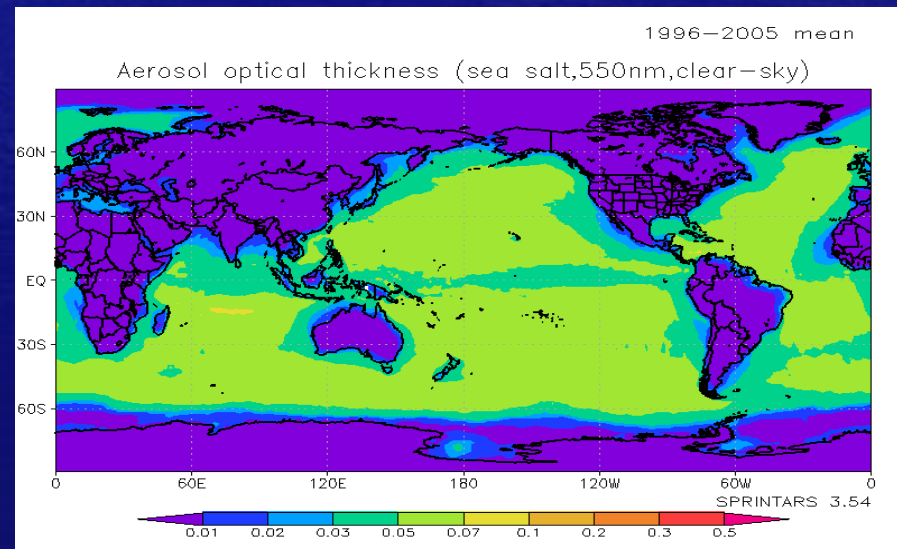 1996-2005 mean
Aerosol optical thickness (sea salt,550nm,clear-sky)
60N
30N
EQ
30S
60S
0 60E 120E 180 120W 60W 0
SPRINTARS 3.54
0.01 0.02 0.03 0.05 0.07 0.1 0.2 0.3 0.5